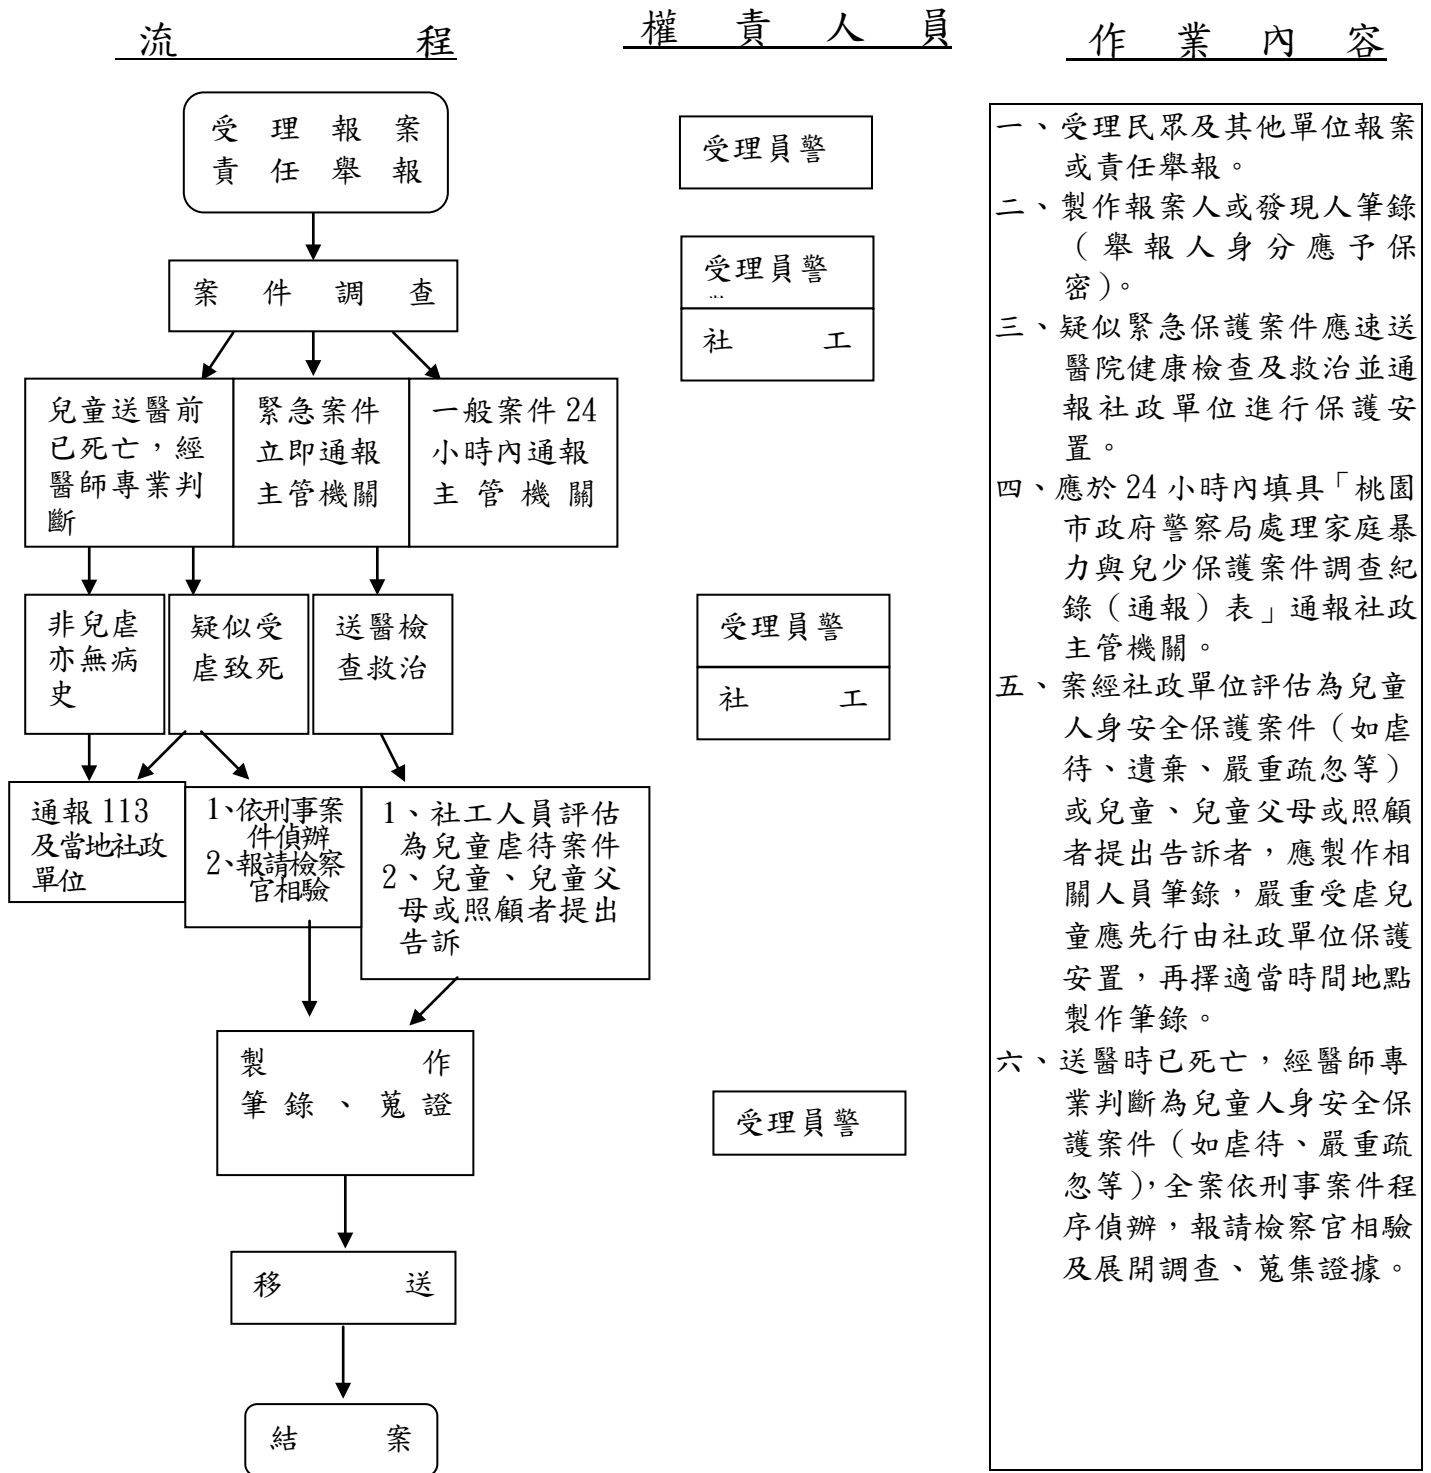 流程
權責人員
作業內容
受理報案
責任舉報
案件調查
兒童送醫前
已死亡，經
醫師專業判
斷
緊急案件
立即通報
主管機關
一般案件 24
小時內通報
主管機關
非兒虐
亦無病
史
疑似受
虐致死
送醫檢
查救治
通報 113
及當地社政
單位
1、依刑事案
件偵辦
2、報請檢察
官相驗
1、社工人員評估
為兒童虐待案件
2、兒童、兒童父
母或照顧者提出
告訴
製作
筆錄、蒐證
移送
結案
受理員警
受理員警
社工
受理員警
社工
受理員警
一、受理民眾及其他單位報案
或責任舉報。
二、製作報案人或發現人筆錄
（舉報人身分應予保
密）。
三、疑似緊急保護案件應速送
醫院健康檢查及救治並通
報社政單位進行保護安
置。
四、應於 24 小時內填具「桃園
市政府警察局處理家庭暴
力與兒少保護案件調查紀
錄（通報）表」通報社政
主管機關。
五、案經社政單位評估為兒童
人身安全保護案件（如虐
待、遺棄、嚴重疏忽等）
或兒童、兒童父母或照顧
者提出告訴者，應製作相
關人員筆錄，嚴重受虐兒
童應先行由社政單位保護
安置，再擇適當時間地點
製作筆錄。
六、送醫時已死亡，經醫師專
業判斷為兒童人身安全保
護案件（如虐待、嚴重疏
忽等），全案依刑事案件程
序偵辦，報請檢察官相驗
及展開調查、蒐集證據。